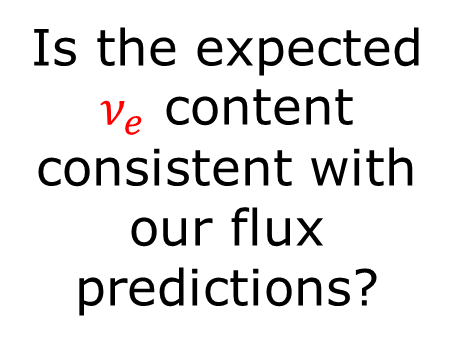 Is the expected
νₑ content
consistent with
our flux
predictions?